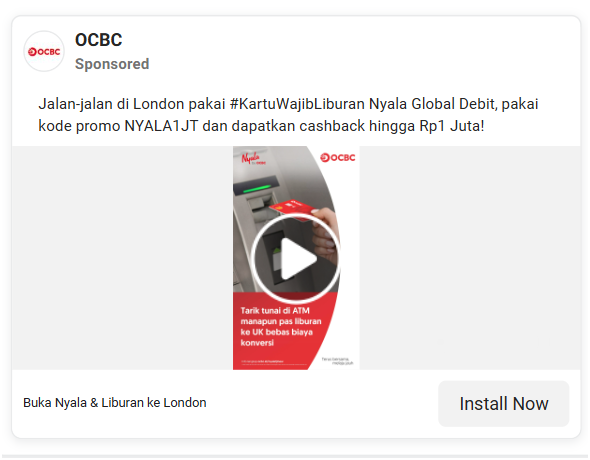 OCBC
OCBC
Sponsored
Jalan-jalan di London pakai #KartuWajibLiburan Nyala Global Debit, pakai
kode promo NYALA1JT dan dapatkan cashback hingga Rp1 Juta!
Nyala
OCBC
Tarik tunai di ATM
manapun pas liburan
ke UK bebas biaya
konversi
Buka Nyala & Liburan ke London
Install Now